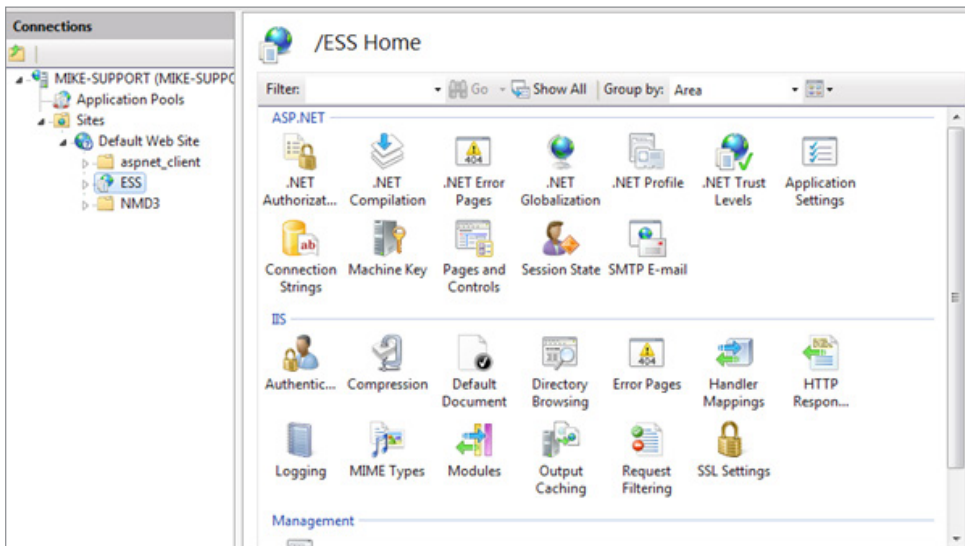 Connections
MIKE-SUPPORT (MIKE-SUPPO
Application Pools
Sites
Default Web Site
aspnet_client
ESS
NMD3
/ESS Home
Filter: Go Show All Group by: Area
ASP.NET
.NET Authorizat... .NET Compilation .NET Error Pages .NET Globalization .NET Profile .NET Trust Levels Application Settings
Connection Strings Machine Key Pages and Controls Session State SMTP E-mail
IIS
Authentic... Compression Default Document Directory Browsing Error Pages Handler Mappings HTTP Respon...
Logging MIME Types Modules Output Caching Request Filtering SSL Settings
Management